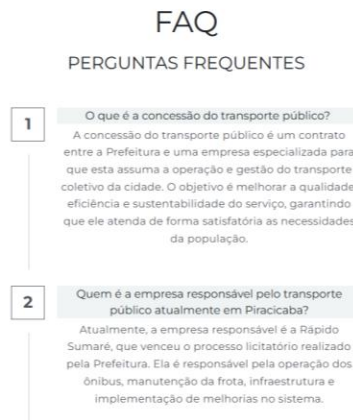 FAQ
PERGUNTAS FREQUENTES
1
O que é a concessão do transporte público?
A concessão do transporte público é um contrato
entre a Prefeitura e uma empresa especializada para
que esta assuma a operação e gestão do transporte
coletivo da cidade. O objetivo é melhorar a qualidade
eficiência e sustentabilidade do serviço, garantindo
que ele atenda de forma satisfatória as necessidades
da população.
2
Quem é a empresa responsável pelo transporte
público atualmente em Piracicaba?
Atualmente, a empresa responsável é a Rápido
Sumaré, que venceu o processo licitatório realizado
pela Prefeitura. Ela é responsável pela operação dos
ônibus, manutenção da frota, infraestrutura e
implementação de melhorias no sistema.